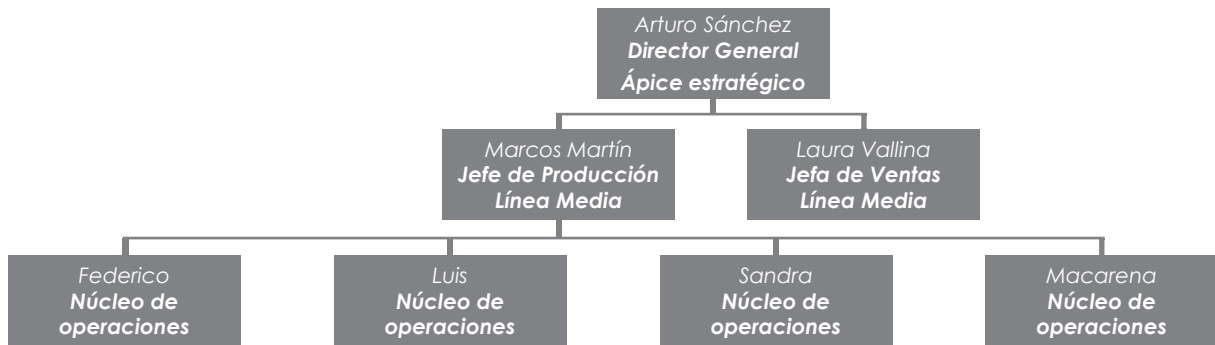 Arturo Sánchez
Director General
Ápice estratégico
Marcos Martín
Jefe de Producción
Línea Media
Laura Vallina
Jefa de Ventas
Línea Media
Federico
Núcleo de
operaciones
Luis
Núcleo de
operaciones
Sandra
Núcleo de
operaciones
Macarena
Núcleo de
operaciones